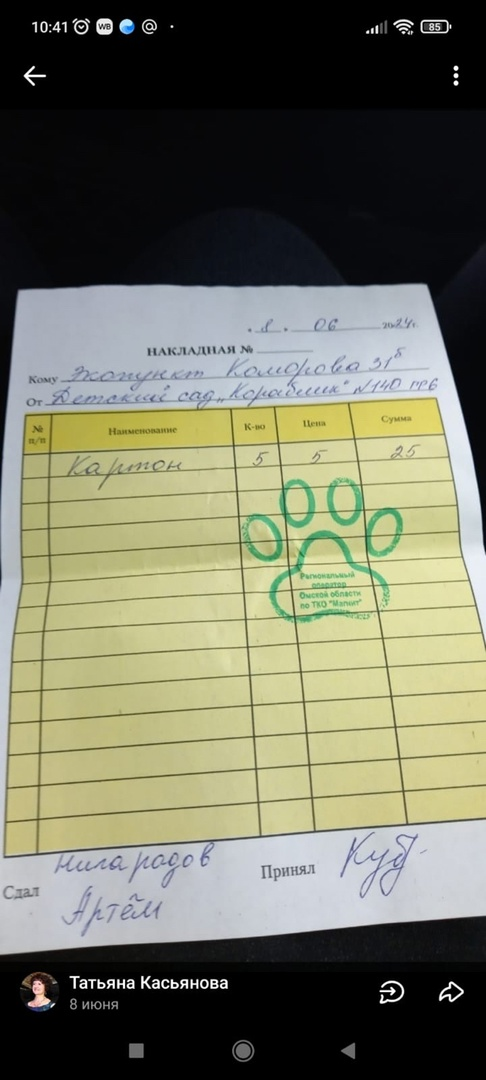 10:41
WB
85
8. 06 2024г.
НАКЛАДНАЯ №
Кому Экопункт Комарова 31б
От Детский сад „Кораблик" №140 гр6
№ п/п Наименование К-во Цена Сумма
Картон 5 5 25
Региональный
оператор
Омской области
по ТКО "Магнит"
Сдал
Артём
Принял
Татьяна Касьянова
8 июня